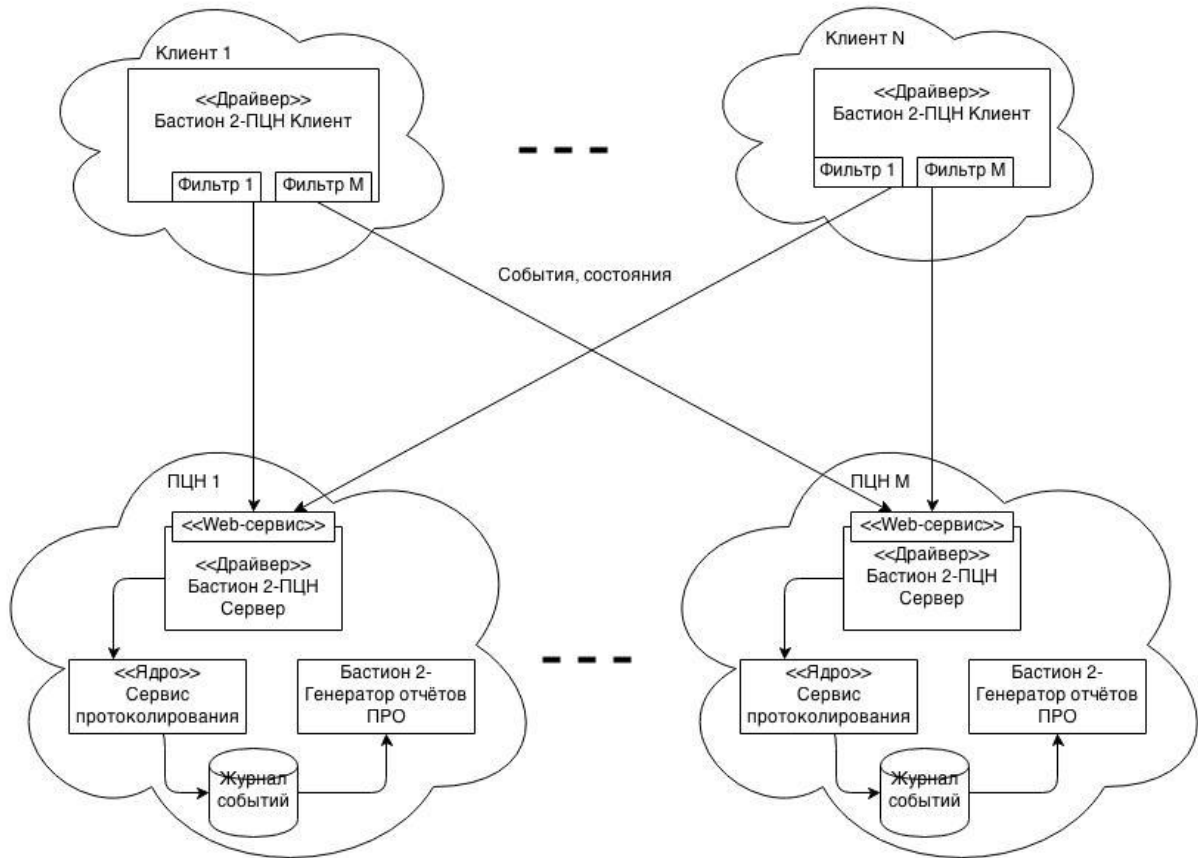 Клиент 1
<<Драйвер>>
Бастион 2-ПЦН Клиент
Фильтр 1
Фильтр М
Клиент N
<<Драйвер>>
Бастион 2-ПЦН Клиент
Фильтр 1
Фильтр М
События, состояния
ПЦН 1
<<Web-сервис>>
<<Драйвер>>
Бастион 2-ПЦН
Сервер
<<Ядро>>
Сервис
протоколирования
Бастион 2-
Генератор отчётов
ПРО
Журнал
событий
ПЦН М
<<Web-сервис>>
<<Драйвер>>
Бастион 2-ПЦН
Сервер
<<Ядро>>
Сервис
протоколирования
Бастион 2-
Генератор отчётов
ПРО
Журнал
событий